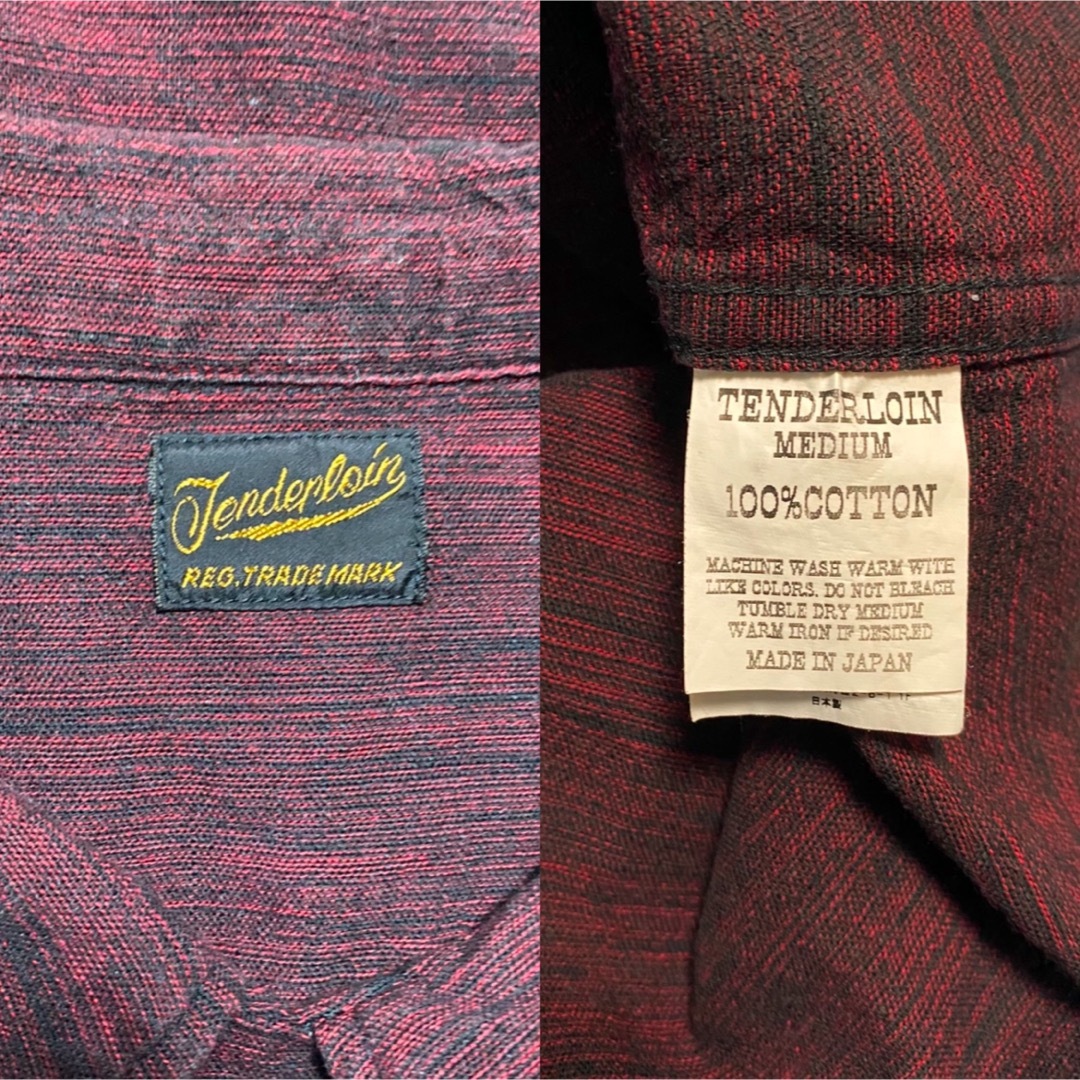 Tenderloin
REG. TRADE MARK
TENDERLOIN
MEDIUM
100%COTTON
MACHINE WASH WARM WITH
LIKE COLORS. DO NOT BLEACH
TUMBLE DRY MEDIUM
WARM IRON IF DESIRED
MADE IN JAPAN
日本製